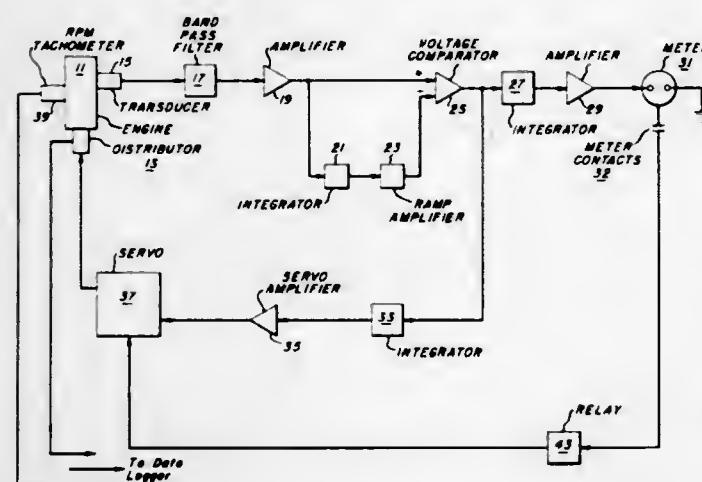 BAND
PASS
FILTER
RPM
TACHOMETER
11
15
17
AMPLIFIER
19
VOLTAGE
COMPARATOR
+
-
25
27
INTEGRATOR
AMPLIFIER
29
METER
31
TRANSDUCER
39
ENGINE
DISTRIBUTOR
13
21
INTEGRATOR
23
RAMP
AMPLIFIER
METER
CONTACTS
32
SERVO
37
SERVO
AMPLIFIER
35
33
INTEGRATOR
RELAY
43
To Data
Logger